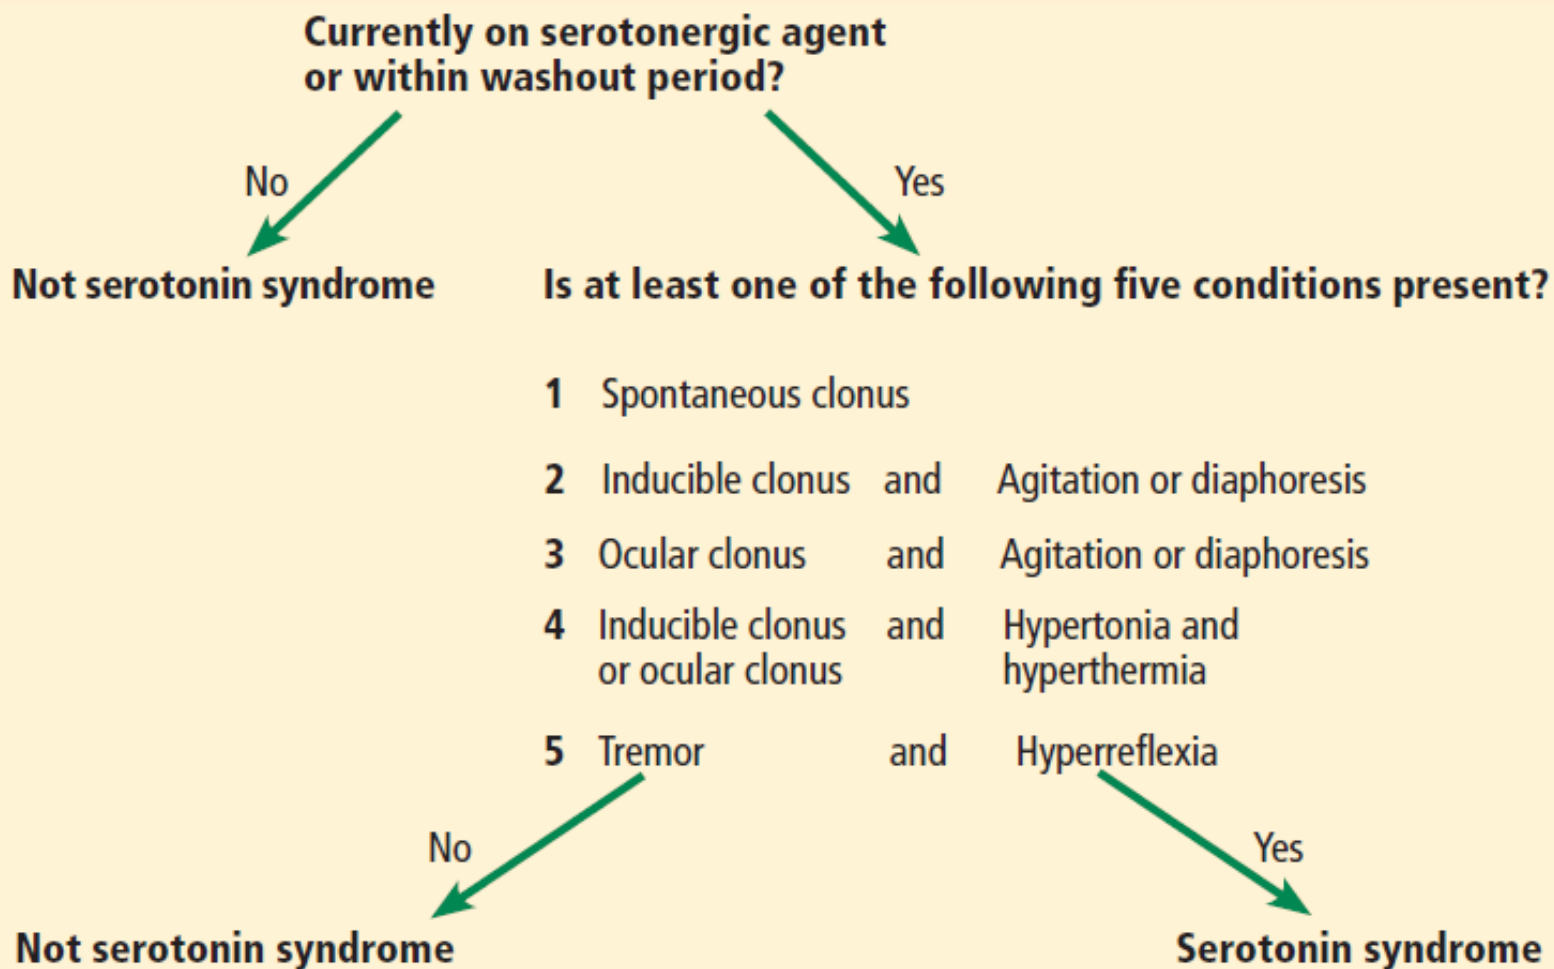 Currently on serotonergic agent
or within washout period?
No
Yes
Not serotonin syndrome
Is at least one of the following five conditions present?
1 Spontaneous clonus
2 Inducible clonus and Agitation or diaphoresis
3 Ocular clonus and Agitation or diaphoresis
4 Inducible clonus and Hypertonia and
or ocular clonus hyperthermia
5 Tremor and Hyperreflexia
No
Yes
Not serotonin syndrome
Serotonin syndrome